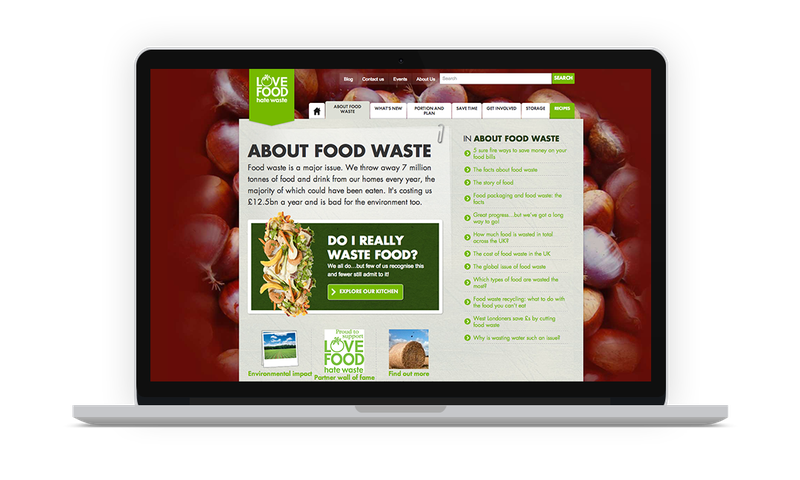 LOVE
FOOD
hate waste
Blog
Contact us
Events
About Us
Search
SEARCH
ABOUT FOOD
WASTE
WHAT'S NEW
PORTION AND
PLAN
SAVE TIME
GET INVOLVED
STORAGE
RECIPES
ABOUT FOOD WASTE
Food waste is a major issue. We throw away 7 million
tonnes of food and drink from our homes every year, the
majority of which could have been eaten. It's costing us
£12.5bn a year and is bad for the environment too.
DO I REALLY
WASTE FOOD?
We all do...but few of us recognise this
and fewer still admit to it!
EXPLORE OUR KITCHEN
Environmental impact
Proud to
support
LOVE
FOOD
hate waste
Partner wall of fame
Find out more
IN ABOUT FOOD WASTE
5 sure fire ways to save money on your
food bills
The facts about food waste
The story of food
Food packaging and food waste: the
facts
Great progress...but we've got a long
way to go!
How much food is wasted in total
across the UK?
The cost of food waste in the UK
The global issue of food waste
Which types of food are wasted the
most?
Food waste recycling: what to do with
the food you can't eat
West Londoners save £s by cutting
food waste
Why is wasting water such an issue?